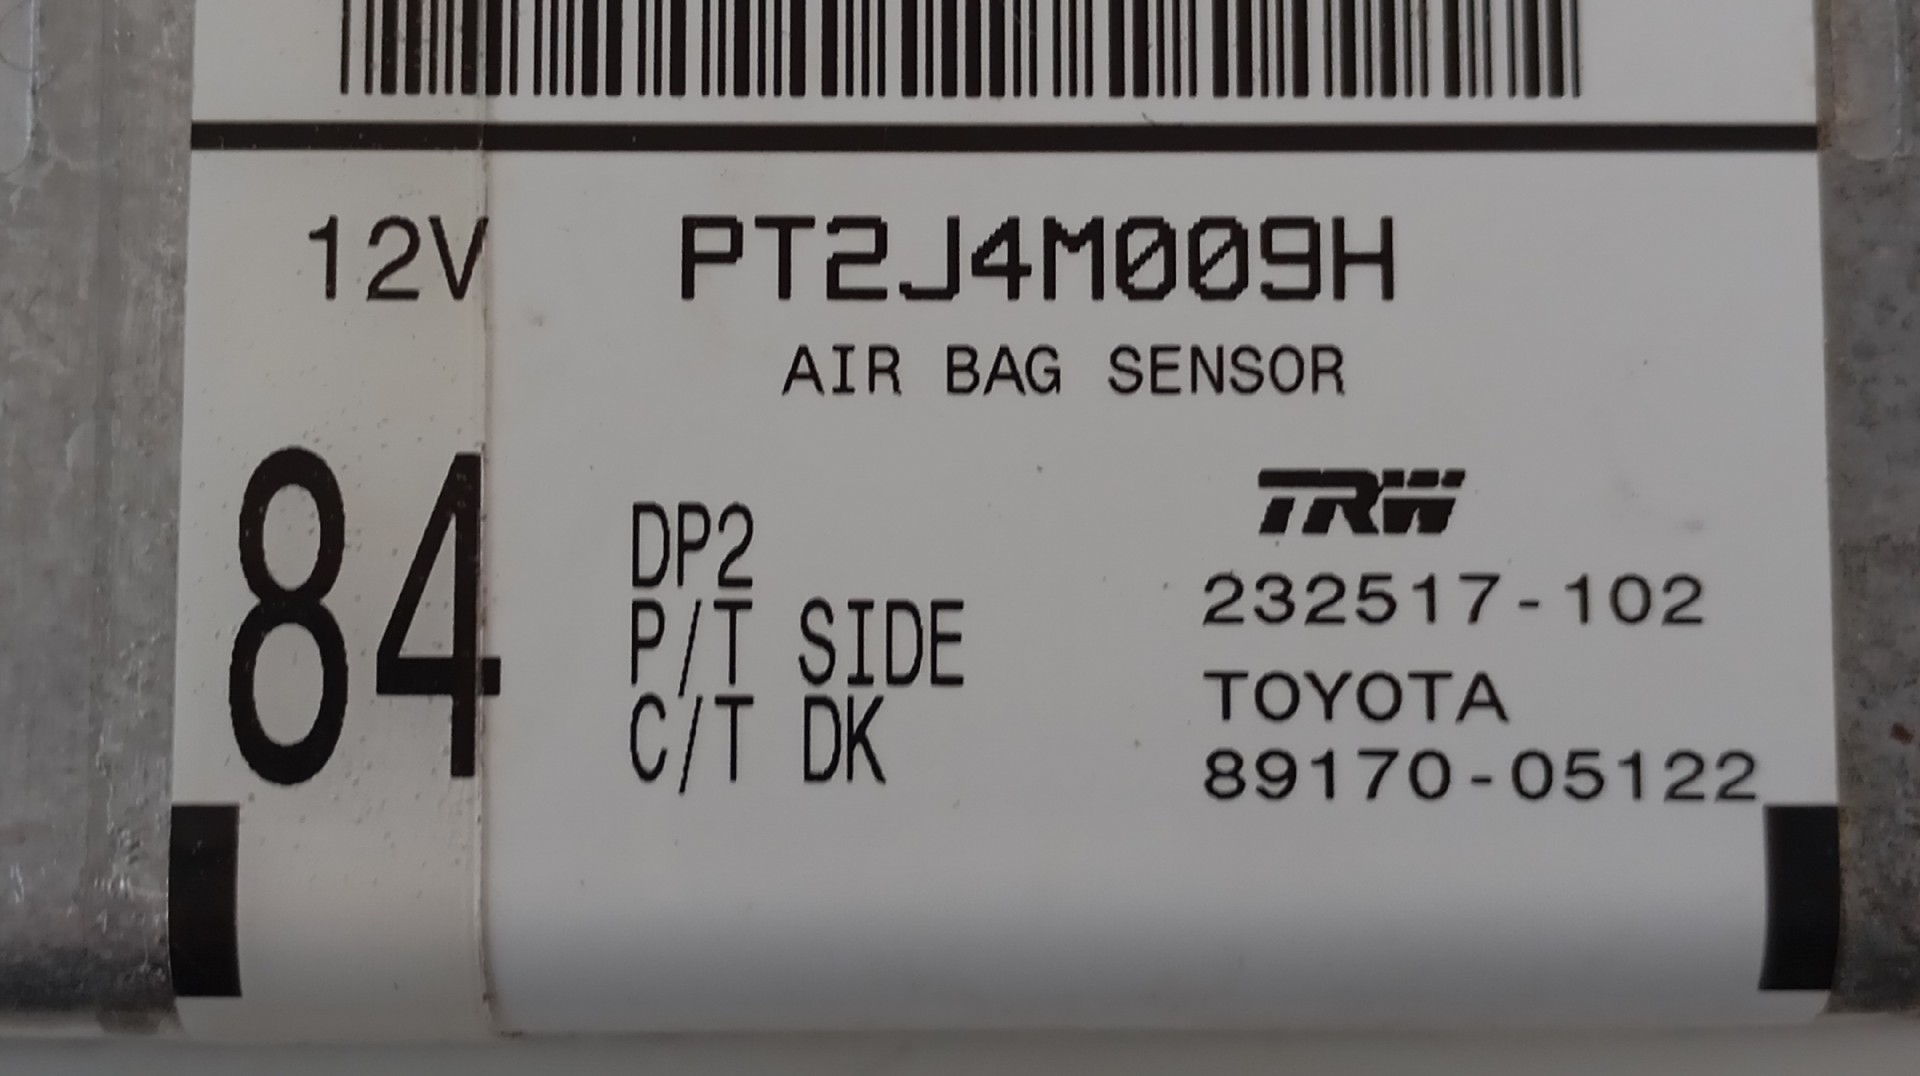 12V PT2J4M009H
AIR BAG SENSOR
84
DP2
P/T SIDE
C/T DK
TRW
232517-102
TOYOTA
89170-05122